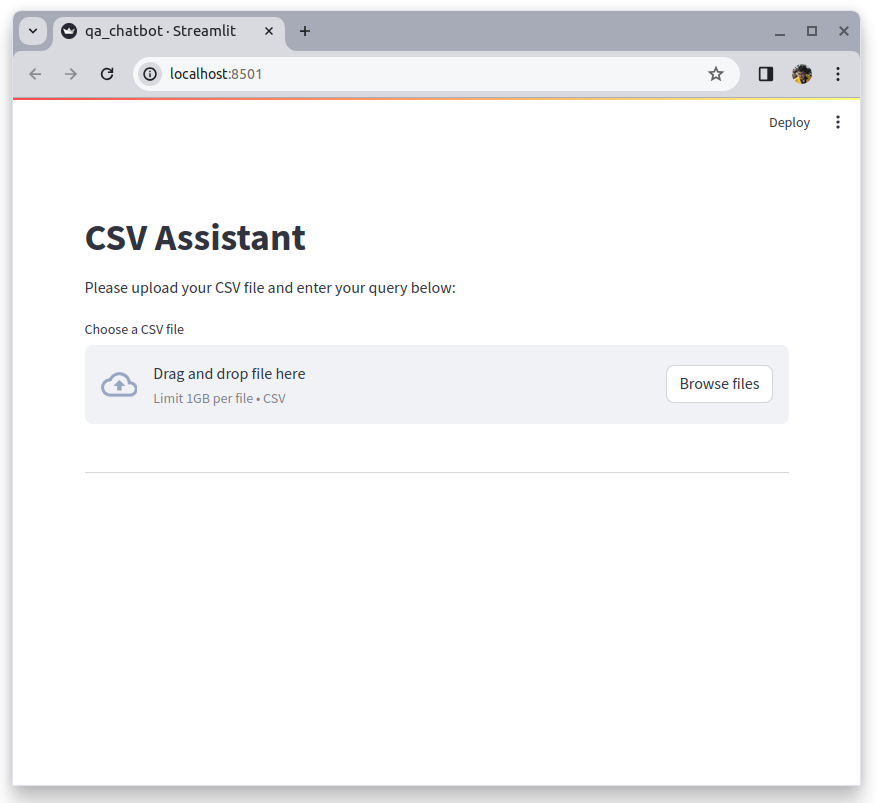 qa_chatbot · Streamlit
localhost:8501
Deploy
CSV Assistant
Please upload your CSV file and enter your query below:
Choose a CSV file
Drag and drop file here
Limit 1GB per file • CSV
Browse files